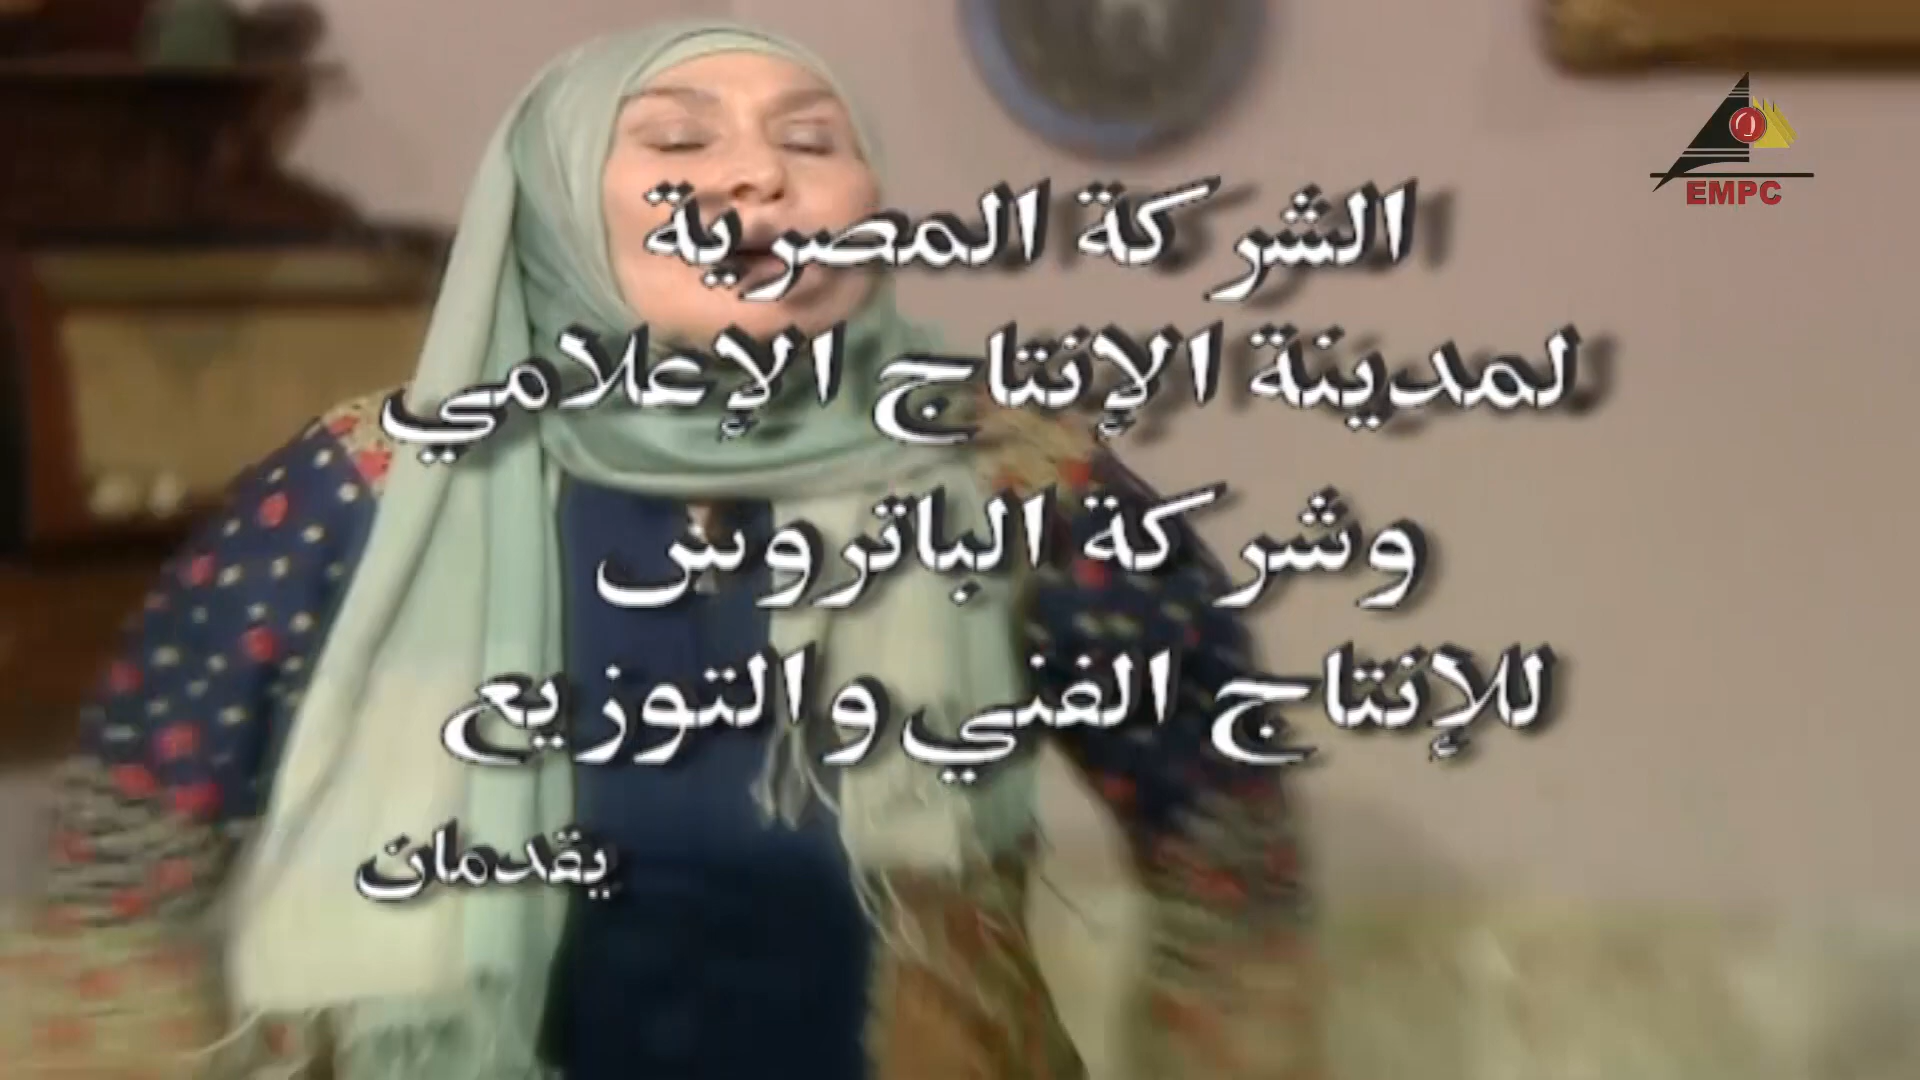 EMPC
الشركة المصرية
لمدينة الإنتاج الإعلامي
وشركة الباتروس
للإنتاج الفني والتوزيع
يقدمان